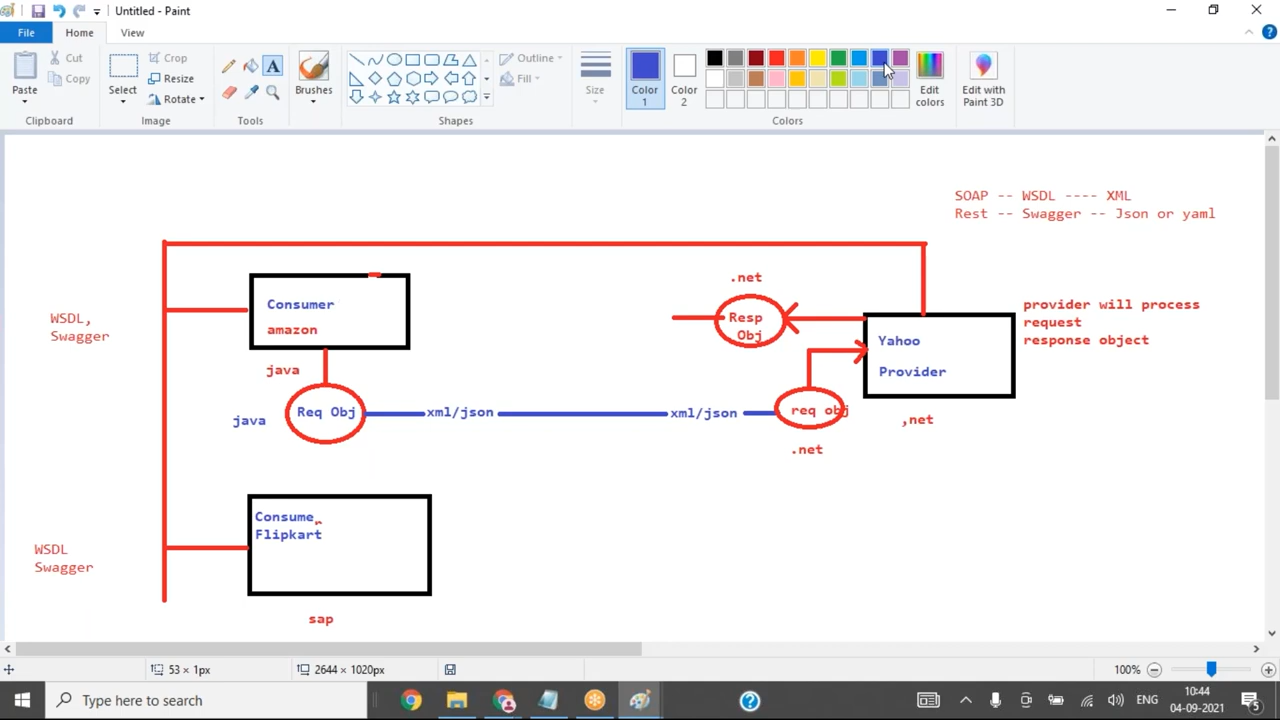 Untitled - Paint
File
Home
View
Paste
Cut
Copy
Clipboard
Select
Crop
Resize
Rotate
Image
A
Tools
Brushes
Outline
Fill
Shapes
Size
Color 1
Color 2
Edit colors
Edit with Paint 3D
Colors
SOAP -- WSDL ---- XML
Rest -- Swagger -- Json or yaml
WSDL,
Swagger
Consumer
amazon
java
java
Req Obj
xml/json
xml/json
.net
Resp
Obj
req obj
.net
Yahoo
Provider
,net
provider will process
request
response object
WSDL
Swagger
Consume
Flipkart
sap
53 × 1px
2644 × 1020px
100%
Type here to search
ENG
10:44
04-09-2021
5